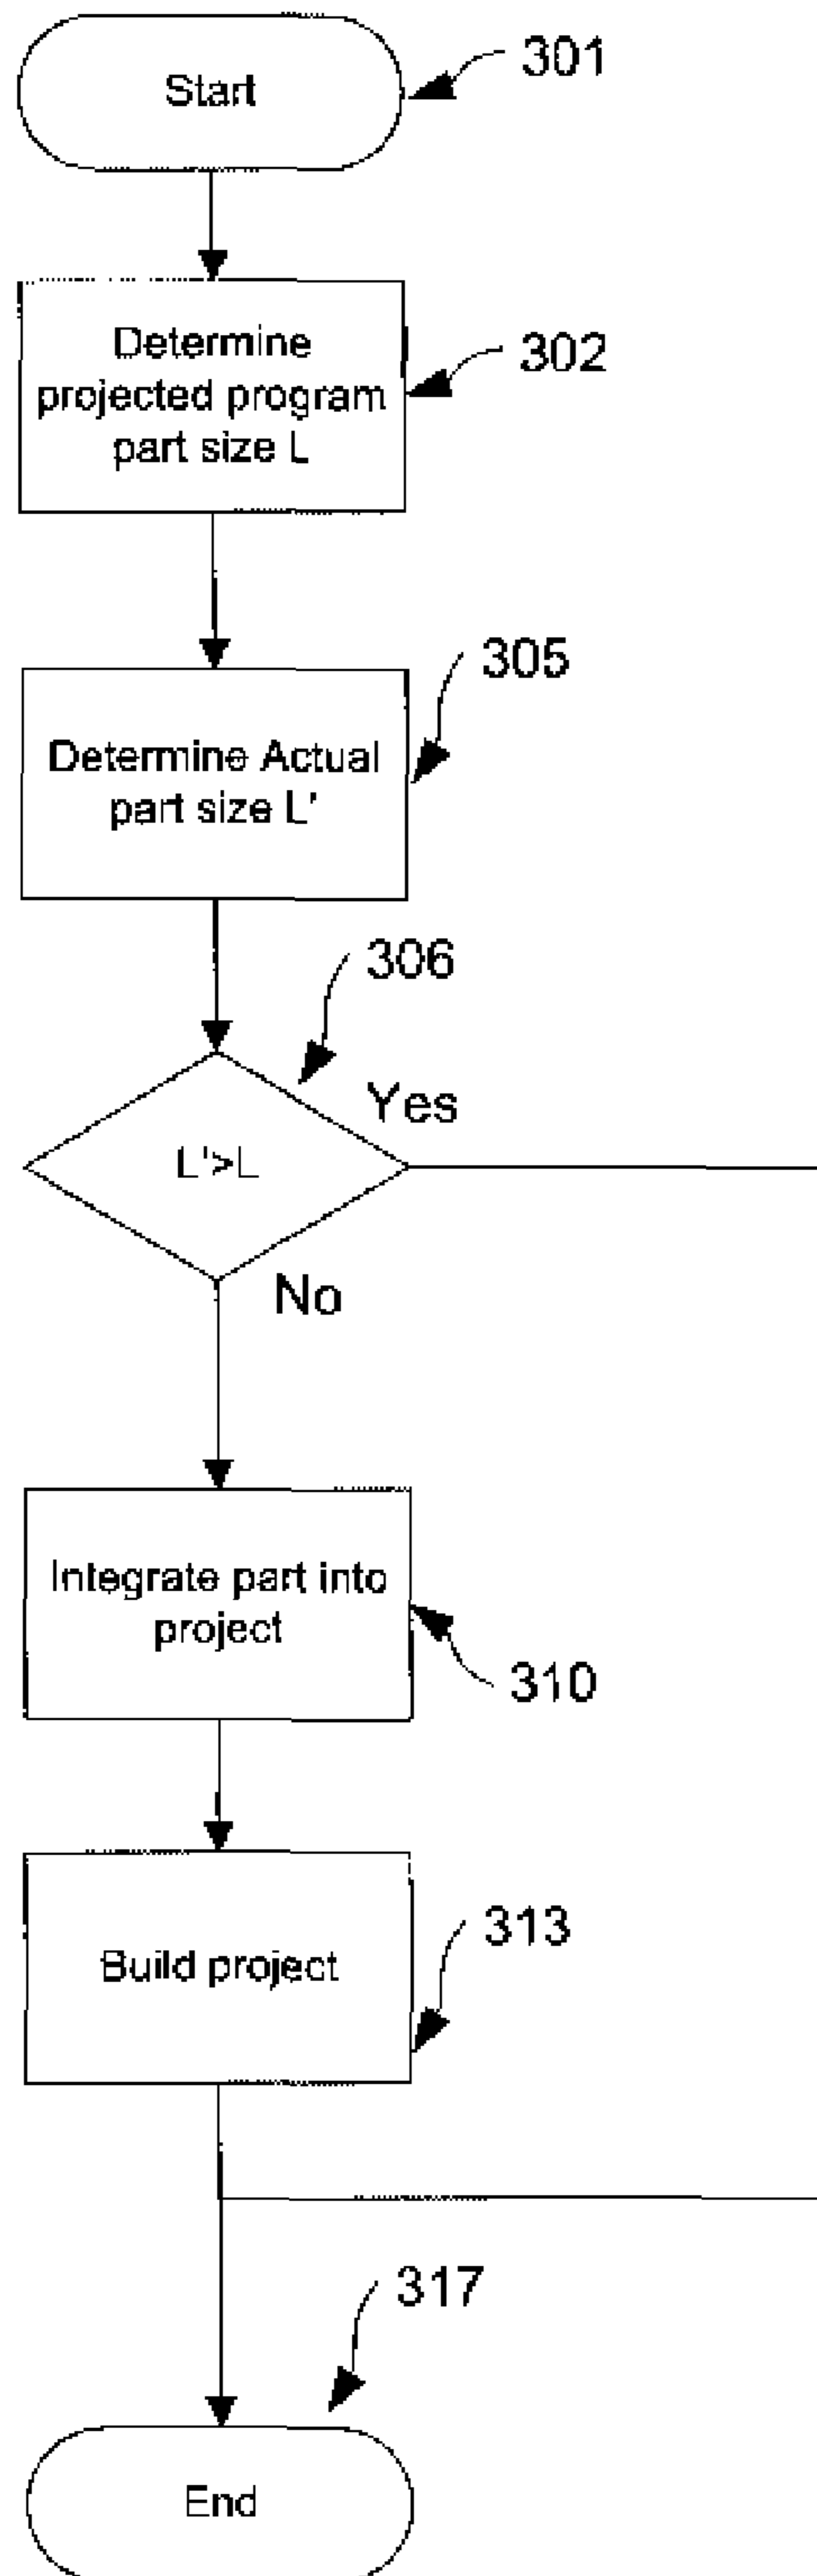 Start
301
Determine
projected program
part size L
302
Determine Actual
part size L'
305
306
L'>L
Yes
No
Integrate part into
project
310
Build project
313
317
End